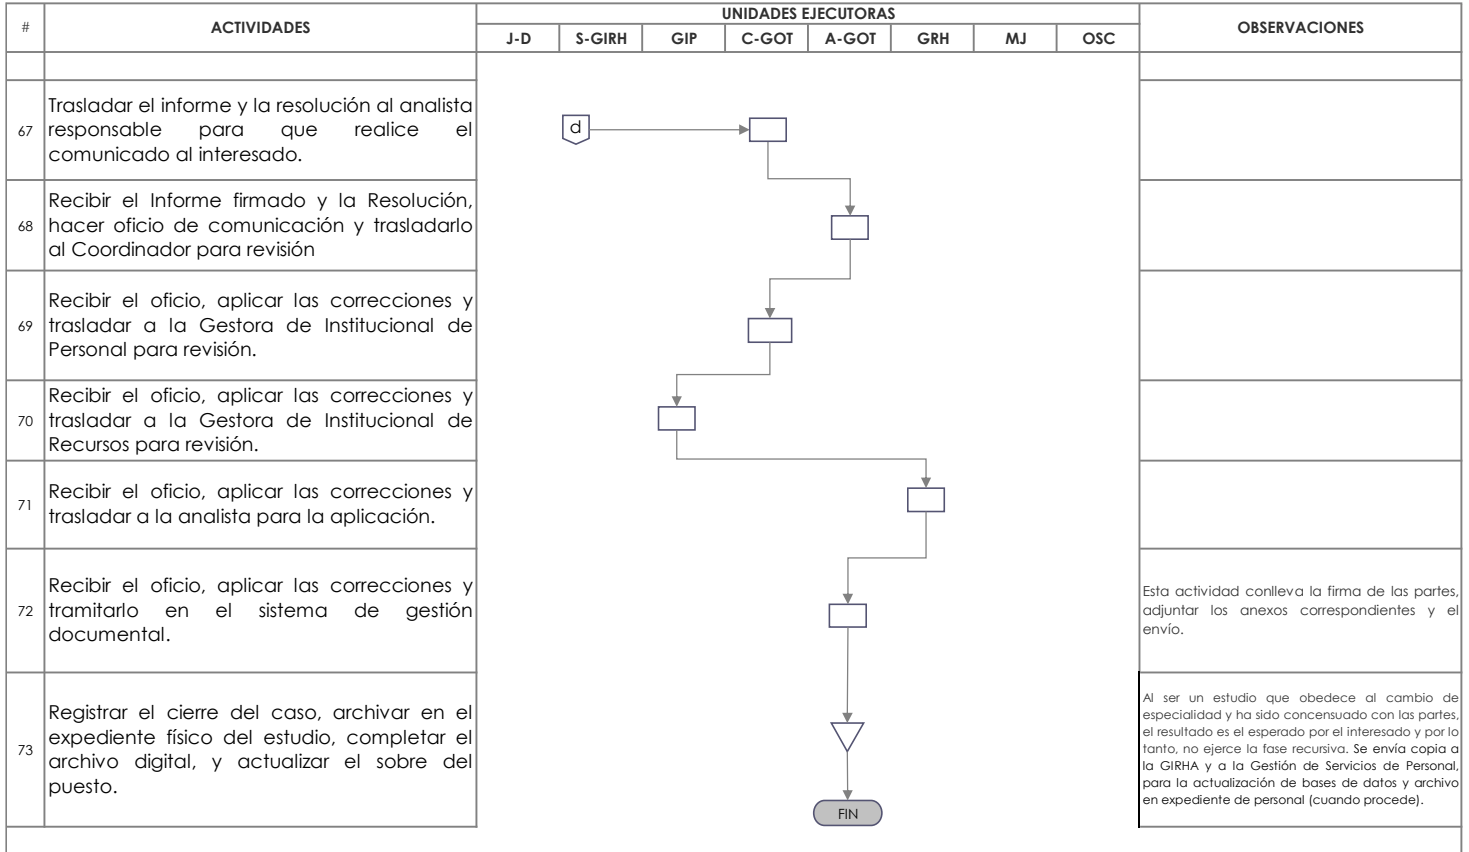 #
ACTIVIDADES
UNIDADES EJECUTORAS
J-D
S-GIRH
GIP
C-GOT
A-GOT
GRH
MJ
OSC
OBSERVACIONES
67
Trasladar el informe y la resolución al analista
responsable para que realice el
comunicado al interesado.
d
68
Recibir el Informe firmado y la Resolución,
hacer oficio de comunicación y trasladarlo
al Coordinador para revisión
69
Recibir el oficio, aplicar las correcciones y
trasladar a la Gestora de Institucional de
Personal para revisión.
70
Recibir el oficio, aplicar las correcciones y
trasladar a la Gestora de Institucional de
Recursos para revisión.
71
Recibir el oficio, aplicar las correcciones y
trasladar a la analista para la aplicación.
72
Recibir el oficio, aplicar las correcciones y
tramitarlo en el sistema de gestión
documental.
Esta actividad conlleva la firma de las partes,
adjuntar los anexos correspondientes y el
envío.
73
Registrar el cierre del caso, archivar en el
expediente físico del estudio, completar el
archivo digital, y actualizar el sobre del
puesto.
FIN
Al ser un estudio que obedece al cambio de
especialidad y ha sido concensuado con las partes,
el resultado es el esperado por el interesado y por lo
tanto, no ejerce la fase recursiva. Se envía copia a
la GIRHA y a la Gestión de Servicios de Personal,
para la actualización de bases de datos y archivo
en expediente de personal (cuando procede).